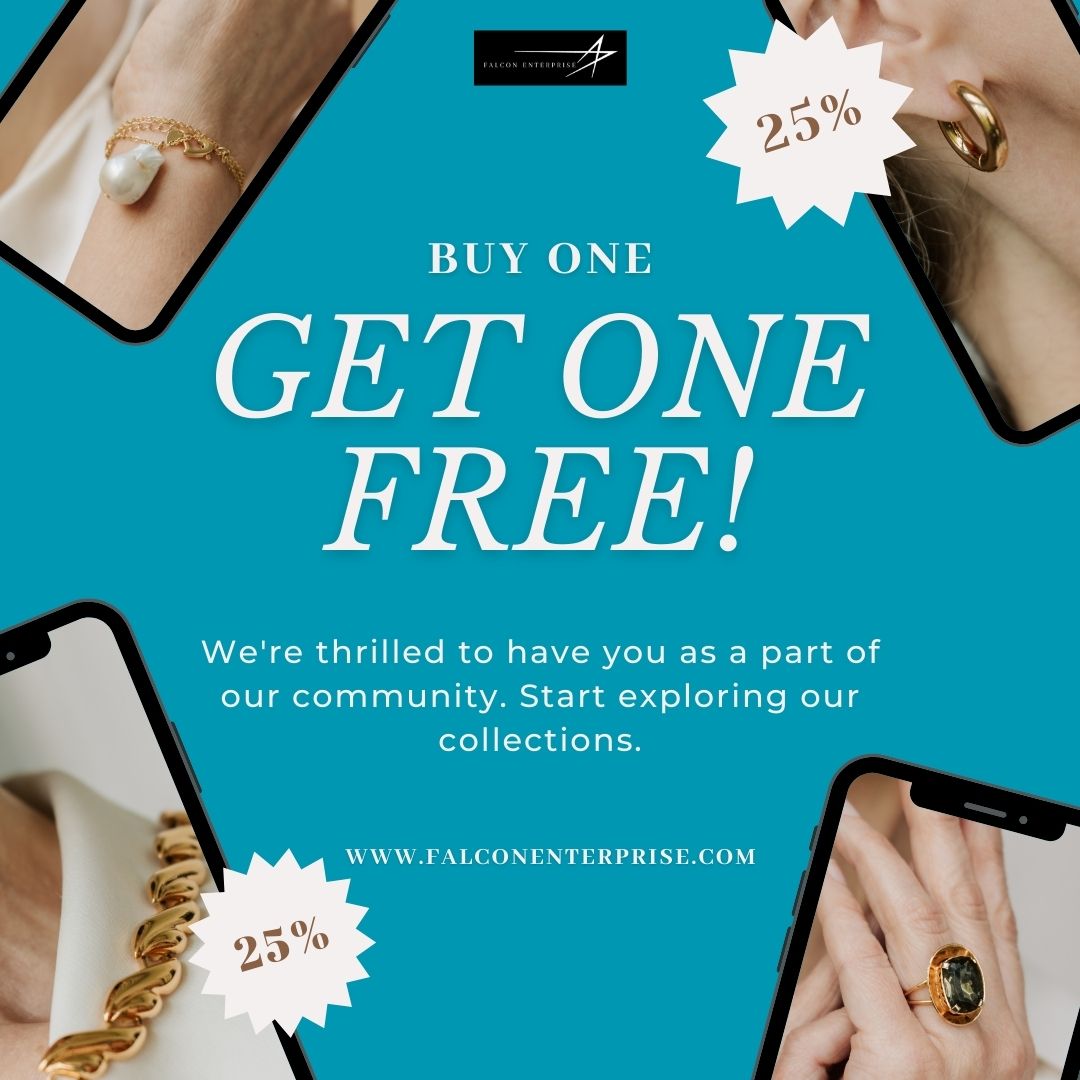 FALCON ENTERPRISE
25%
BUY ONE
GET ONE
FREE!
We're thrilled to have you as a part of
our community. Start exploring our
collections.
WWW.FALCONENTERPRISE.COM
25%